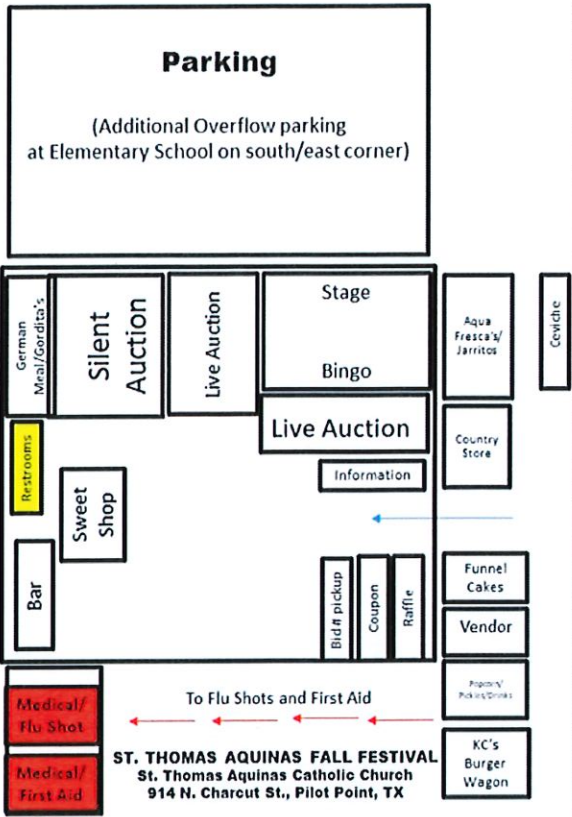 Parking
(Additional Overflow parking
at Elementary School on south/east corner)
German
Meal/Gordita's
Silent
Auction
Live Auction
Stage
Bingo
Aqua
Fresca's/
Jarritos
Ceviche
Live Auction
Country
Store
Restrooms
Information
Sweet
Shop
Bar
Bid# pickup
Coupon
Raffle
Funnel
Cakes
Vendor
Medical/
Flu Shot
To Flu Shots and First Aid
Popcorn/
Pickles/Drinks
Medical/
First Aid
KC's
Burger
Wagon
ST. THOMAS AQUINAS FALL FESTIVAL
St. Thomas Aquinas Catholic Church
914 N. Charcut St., Pilot Point, TX